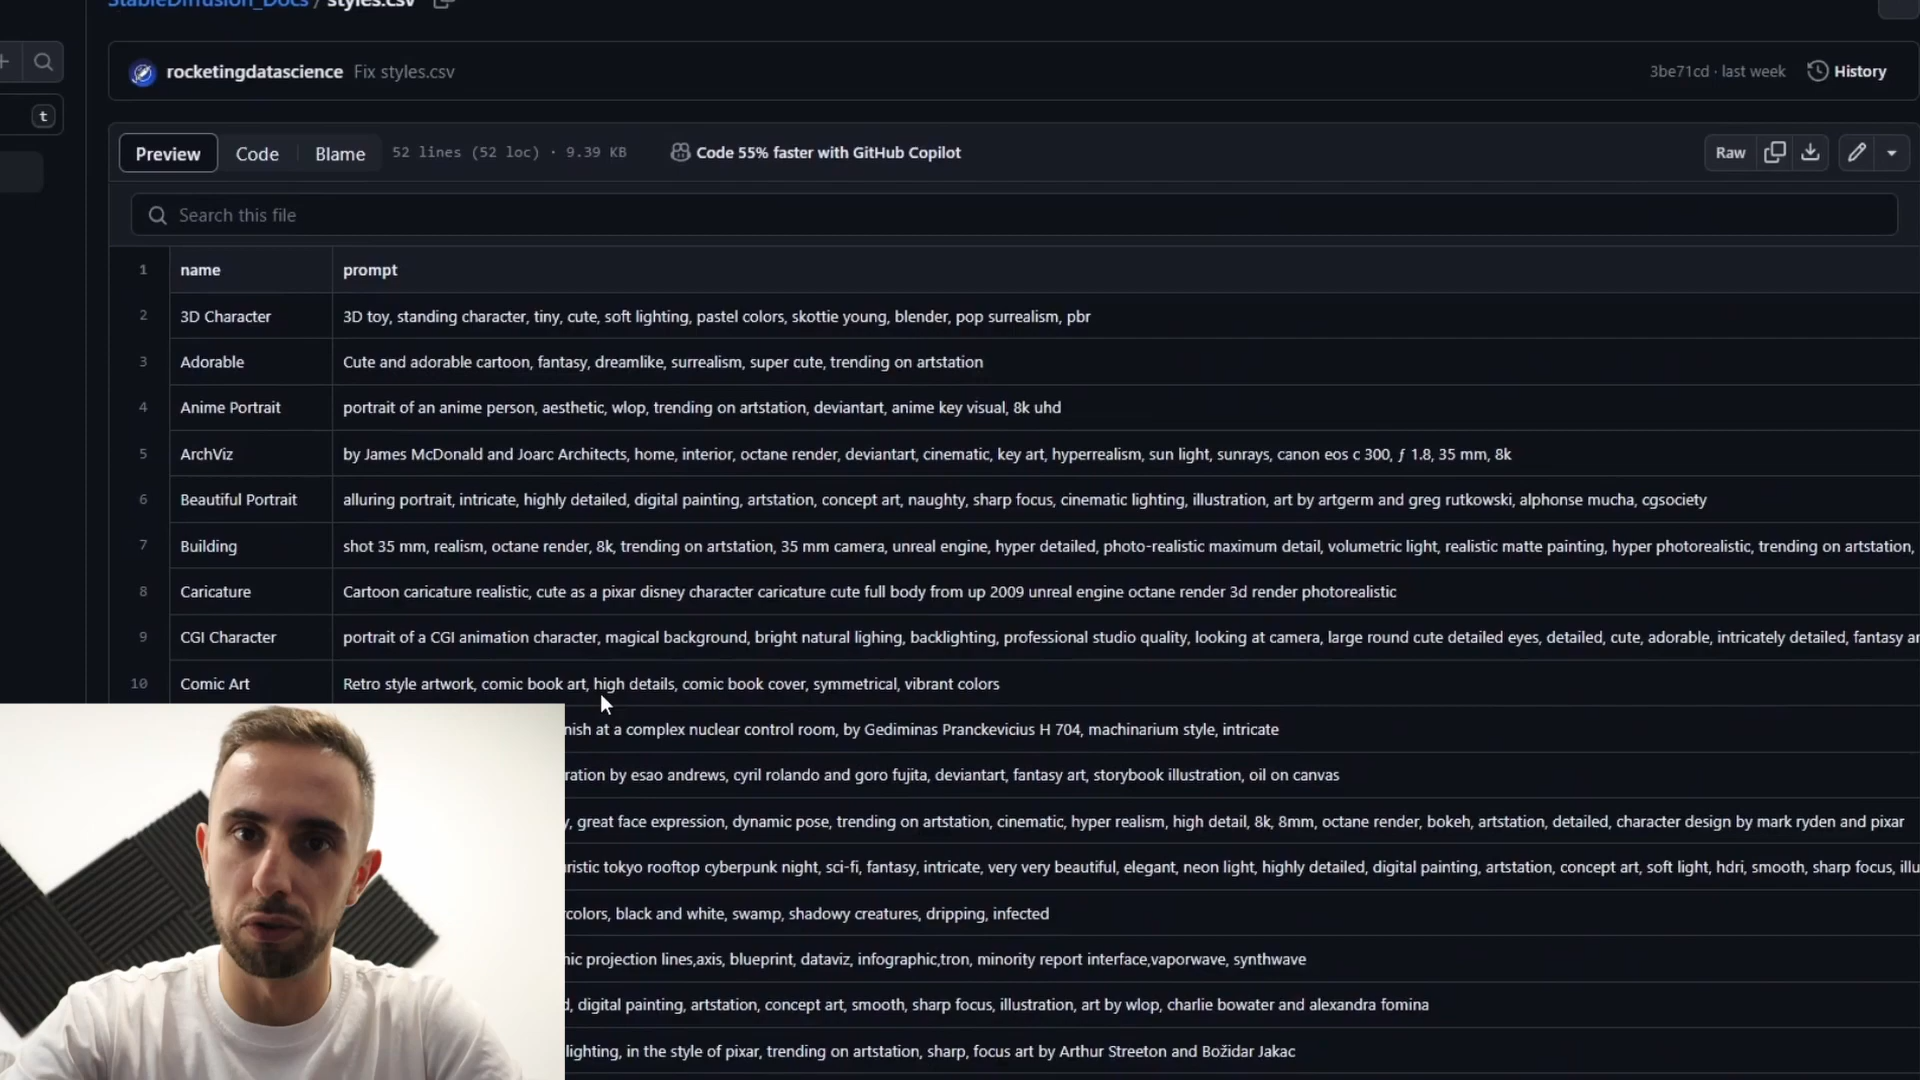 StableDiffusion_Docs / styles.csv
rocketingdatascience Fix styles.csv 3be71cd · last week History
t
Preview Code Blame 52 lines (52 loc) · 9.39 KB Code 55% faster with GitHub Copilot Raw
Search this file
1 name prompt
2 3D Character 3D toy, standing character, tiny, cute, soft lighting, pastel colors, skottie young, blender, pop surrealism, pbr
3 Adorable Cute and adorable cartoon, fantasy, dreamlike, surrealism, super cute, trending on artstation
4 Anime Portrait portrait of an anime person, aesthetic, wlop, trending on artstation, deviantart, anime key visual, 8k uhd
5 ArchViz by James McDonald and Joarc Architects, home, interior, octane render, deviantart, cinematic, key art, hyperrealism, sun light, sunrays, canon eos c 300, ƒ 1.8, 35 mm, 8k
6 Beautiful Portrait alluring portrait, intricate, highly detailed, digital painting, artstation, concept art, naughty, sharp focus, cinematic lighting, illustration, art by artgerm and greg rutkowski, alphonse mucha, cgsociety
7 Building shot 35 mm, realism, octane render, 8k, trending on artstation, 35 mm camera, unreal engine, hyper detailed, photo-realistic maximum detail, volumetric light, realistic matte painting, hyper photorealistic, trending on artstation,
8 Caricature Cartoon caricature realistic, cute as a pixar disney character caricature cute full body from up 2009 unreal engine octane render 3d render photorealistic
9 CGI Character portrait of a CGI animation character, magical background, bright natural lighing, backlighting, professional studio quality, looking at camera, large round cute detailed eyes, detailed, cute, adorable, intricately detailed, fantasy
10 Comic Art Retro style artwork, comic book art, high details, comic book cover, symmetrical, vibrant colors
at a complex nuclear control room, by Gediminas Pranckevicius H 704, machinarium style, intricate
by esao andrews, cyril rolando and goro fujita, deviantart, fantasy art, storybook illustration, oil on canvas
great face expression, dynamic pose, trending on artstation, cinematic, hyper realism, high detail, 8k, 8mm, octane render, bokeh, artstation, detailed, character design by mark ryden and pixar
tokyo rooftop cyberpunk night, sci-fi, fantasy, intricate, very very beautiful, elegant, neon light, highly detailed, digital painting, artstation, concept art, soft light, hdri, smooth, sharp focus,
black and white, swamp, shadowy creatures, dripping, infected
projection lines,axis, blueprint, dataviz, infographic,tron, minority report interface,vaporwave, synthwave
digital painting, artstation, concept art, smooth, sharp focus, illustration, art by wlop, charlie bowater and alexandra fomina
lighting, in the style of pixar, trending on artstation, sharp, focus art by Arthur Streeton and Božidar Jakac